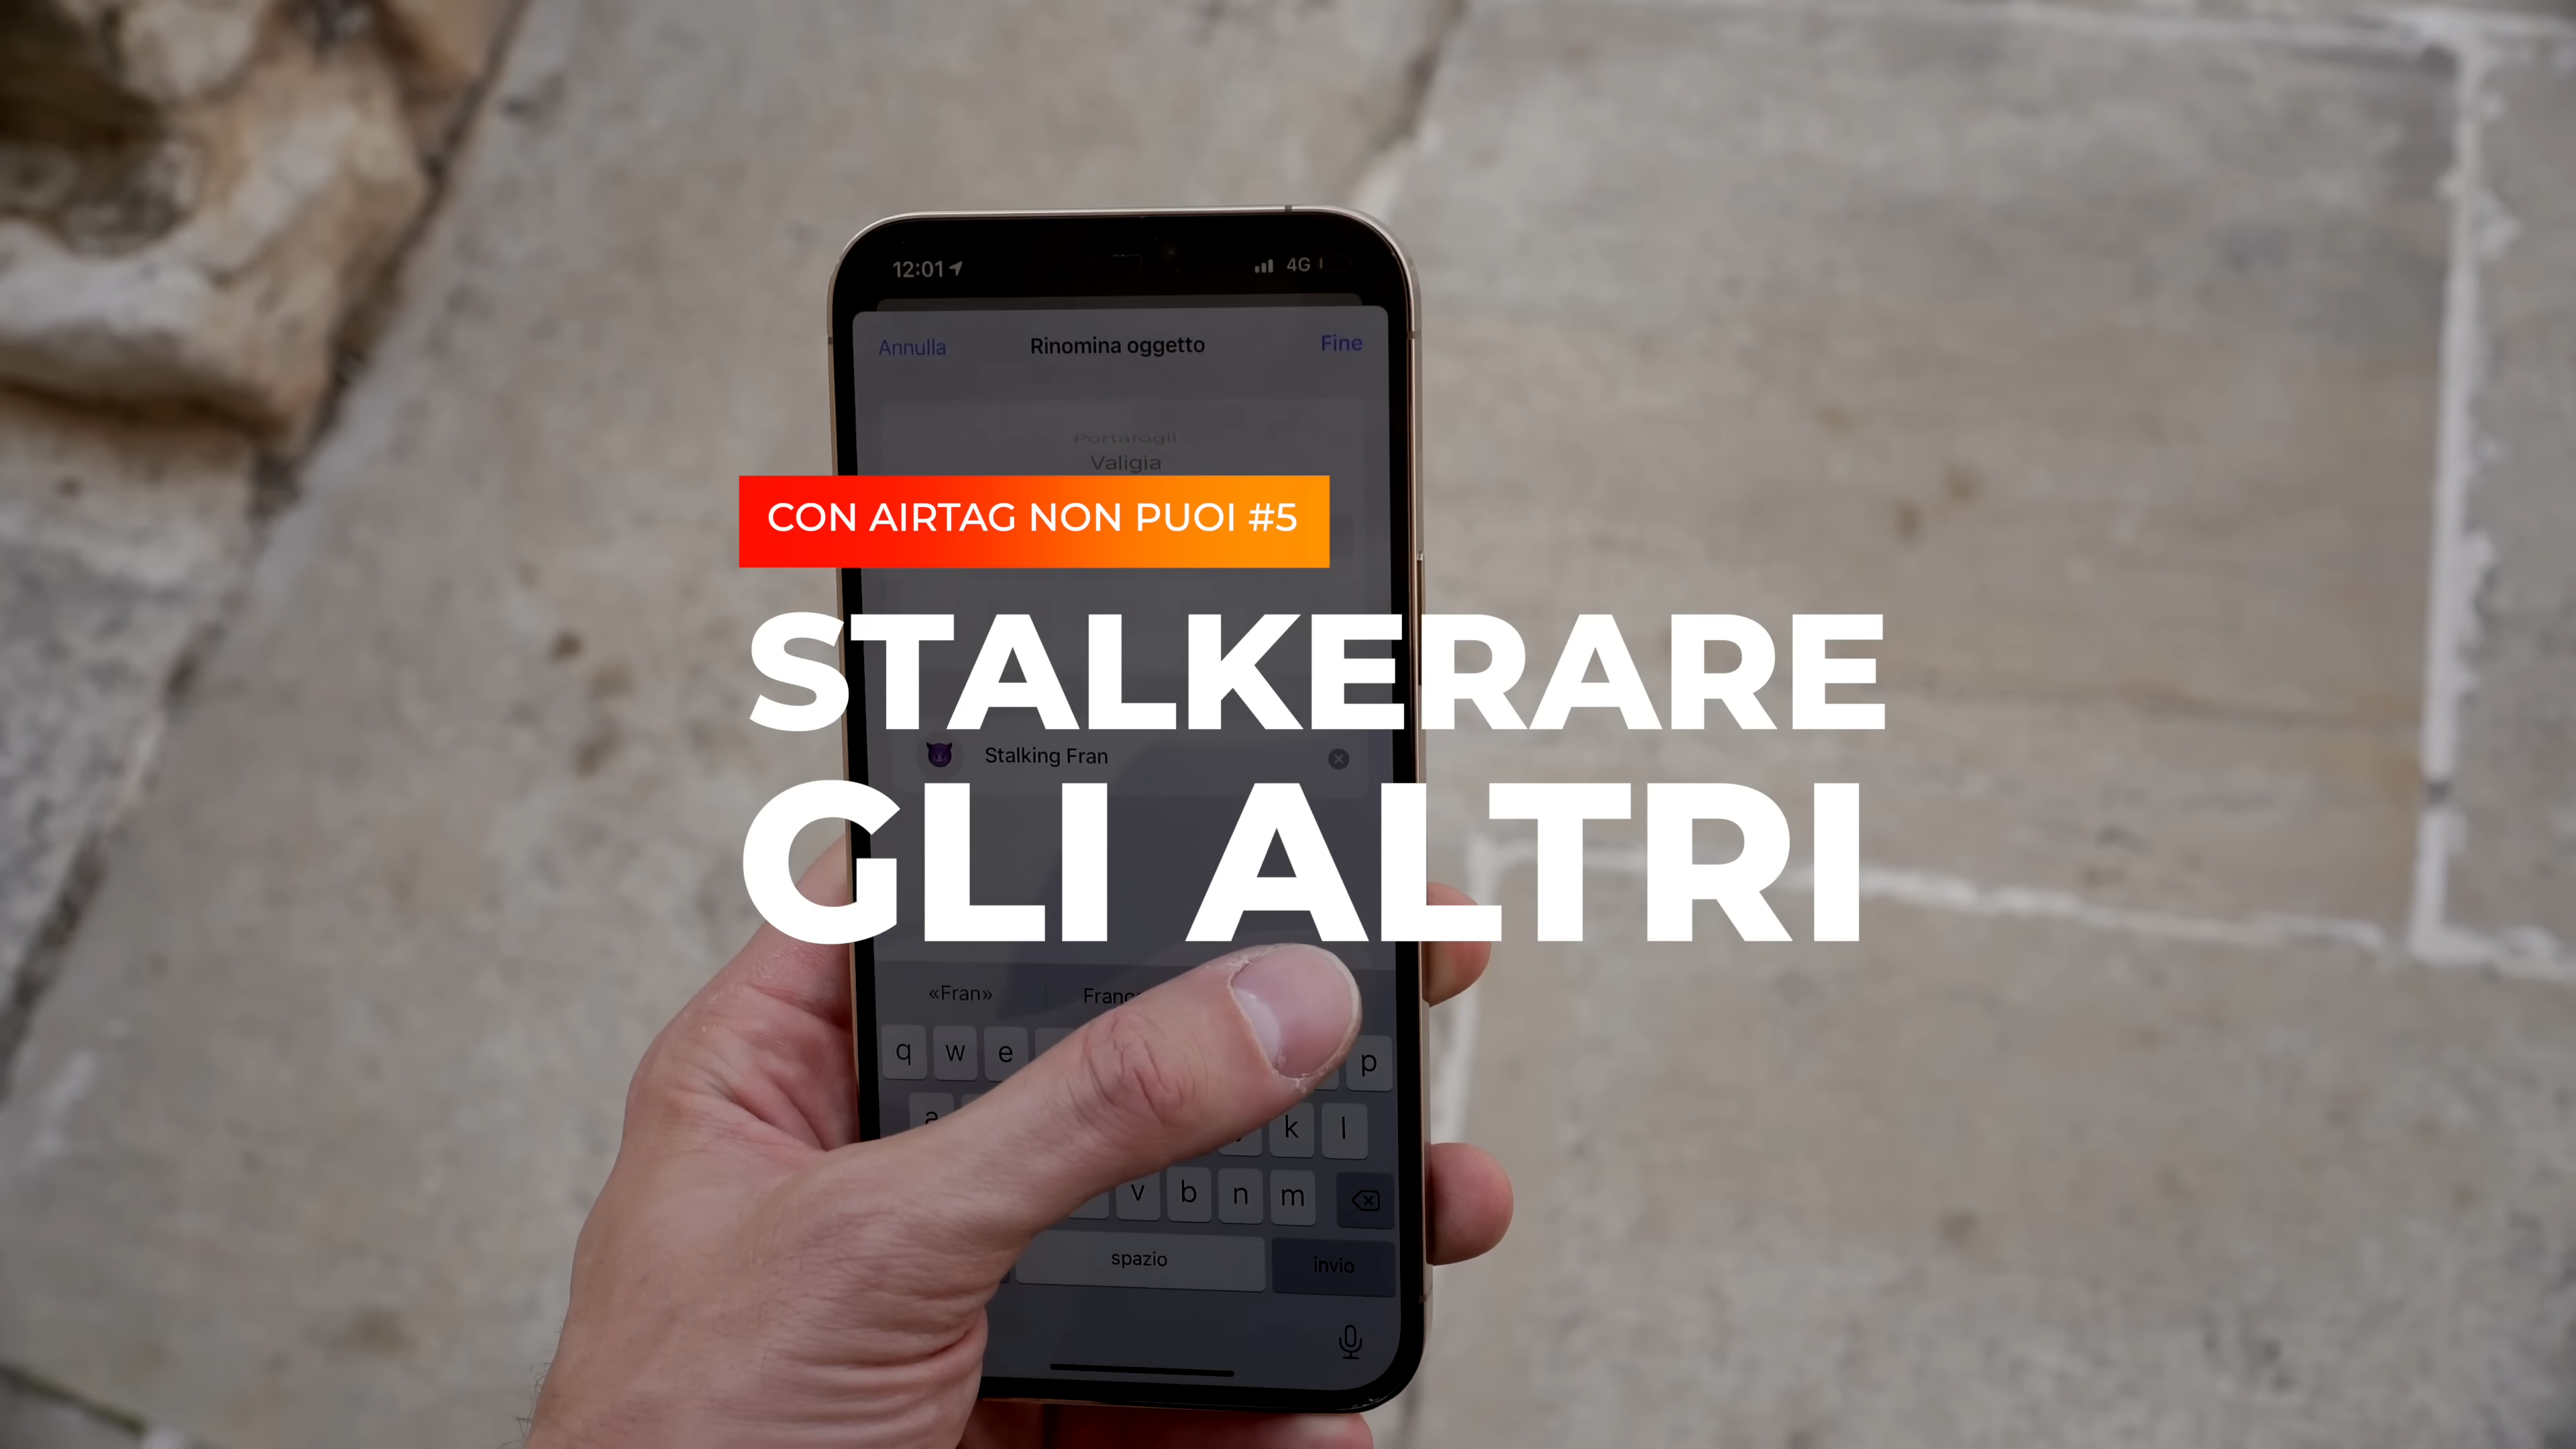 12:01
4G
Annulla Rinomina oggetto Fine
Portafogli
Valigia
CON AIRTAG NON PUOI #5
STALKERARE
Stalking Fran
GLI ALTRI
«Fran»
q w e p
k l
v b n m
spazio invio